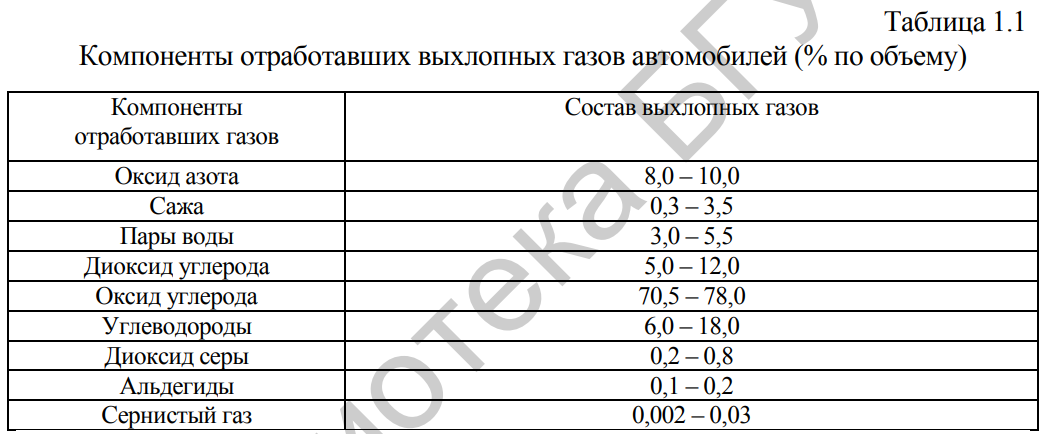 Таблица 1.1
Компоненты отработавших выхлопных газов автомобилей (% по объему)
Компоненты отработавших газов Состав выхлопных газов
Оксид азота 8,0 – 10,0
Сажа 0,3 – 3,5
Пары воды 3,0 – 5,5
Диоксид углерода 5,0 – 12,0
Оксид углерода 70,5 – 78,0
Углеводороды 6,0 – 18,0
Диоксид серы 0,2 – 0,8
Альдегиды 0,1 – 0,2
Сернистый газ 0,002 – 0,03